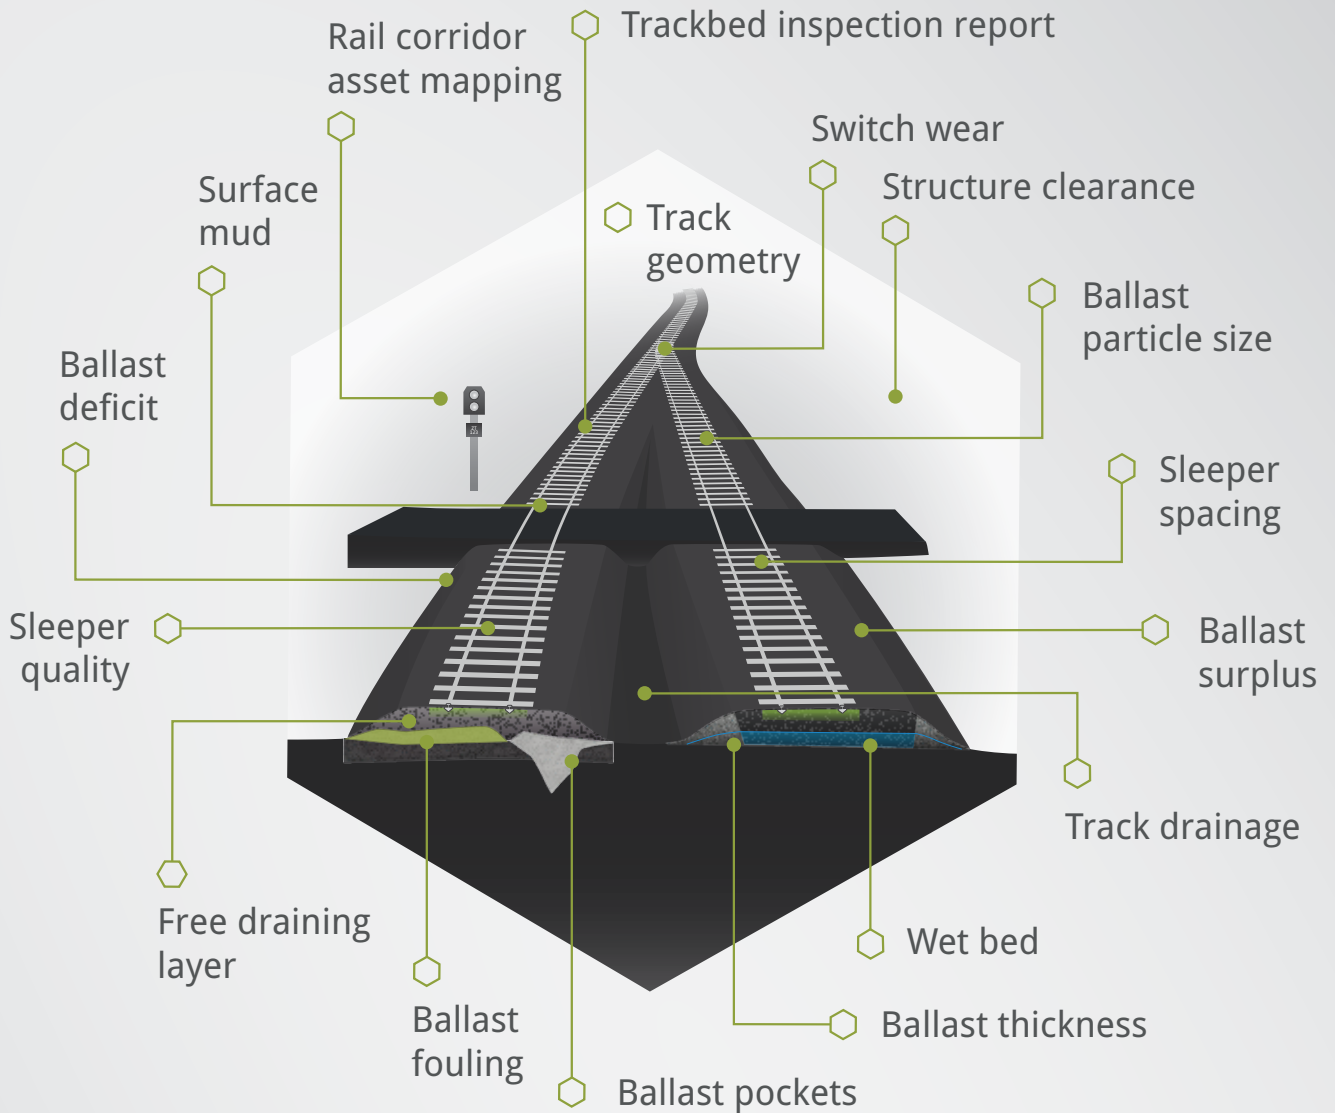 Trackbed inspection report
Rail corridor
asset mapping
Switch wear
Surface
mud
Structure clearance
Track
geometry
Ballast
particle size
Ballast
deficit
Sleeper
spacing
Sleeper
quality
Ballast
surplus
Track drainage
Free draining
layer
Wet bed
Ballast
fouling
Ballast thickness
Ballast pockets